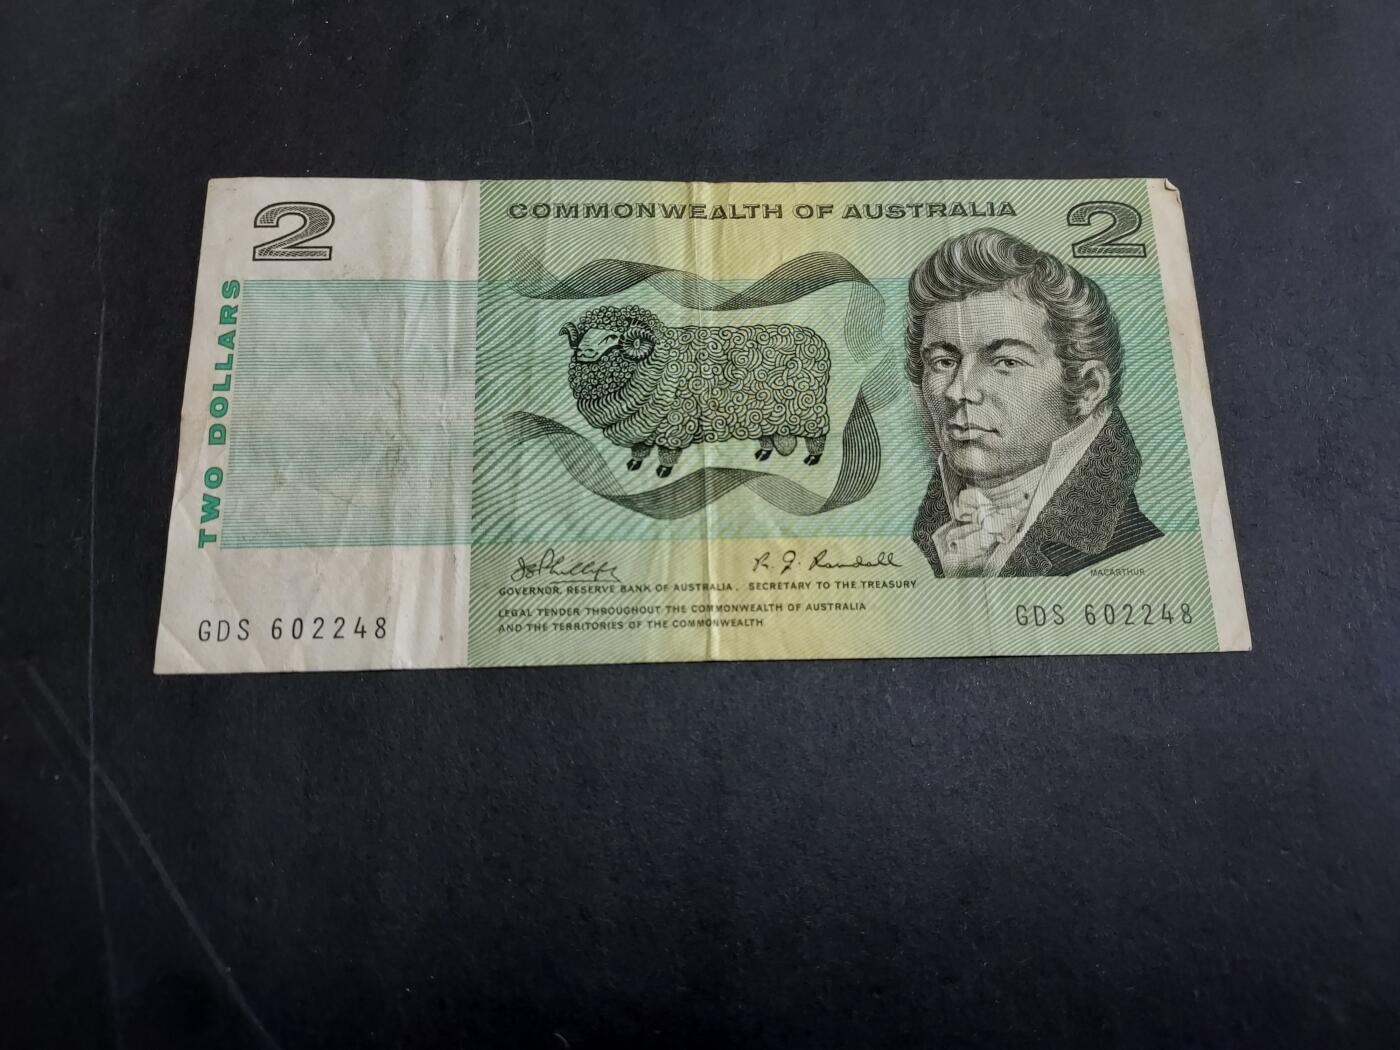 2
COMMONWEALTH OF AUSTRALIA
2
TWO DOLLARS
R. J. Randall
GOVERNOR, RESERVE BANK OF AUSTRALIA. SECRETARY TO THE TREASURY
MACARTHUR
LEGAL TENDER THROUGHOUT THE COMMONWEALTH OF AUSTRALIA
AND THE TERRITORIES OF THE COMMONWEALTH
GDS 602248
GDS 602248